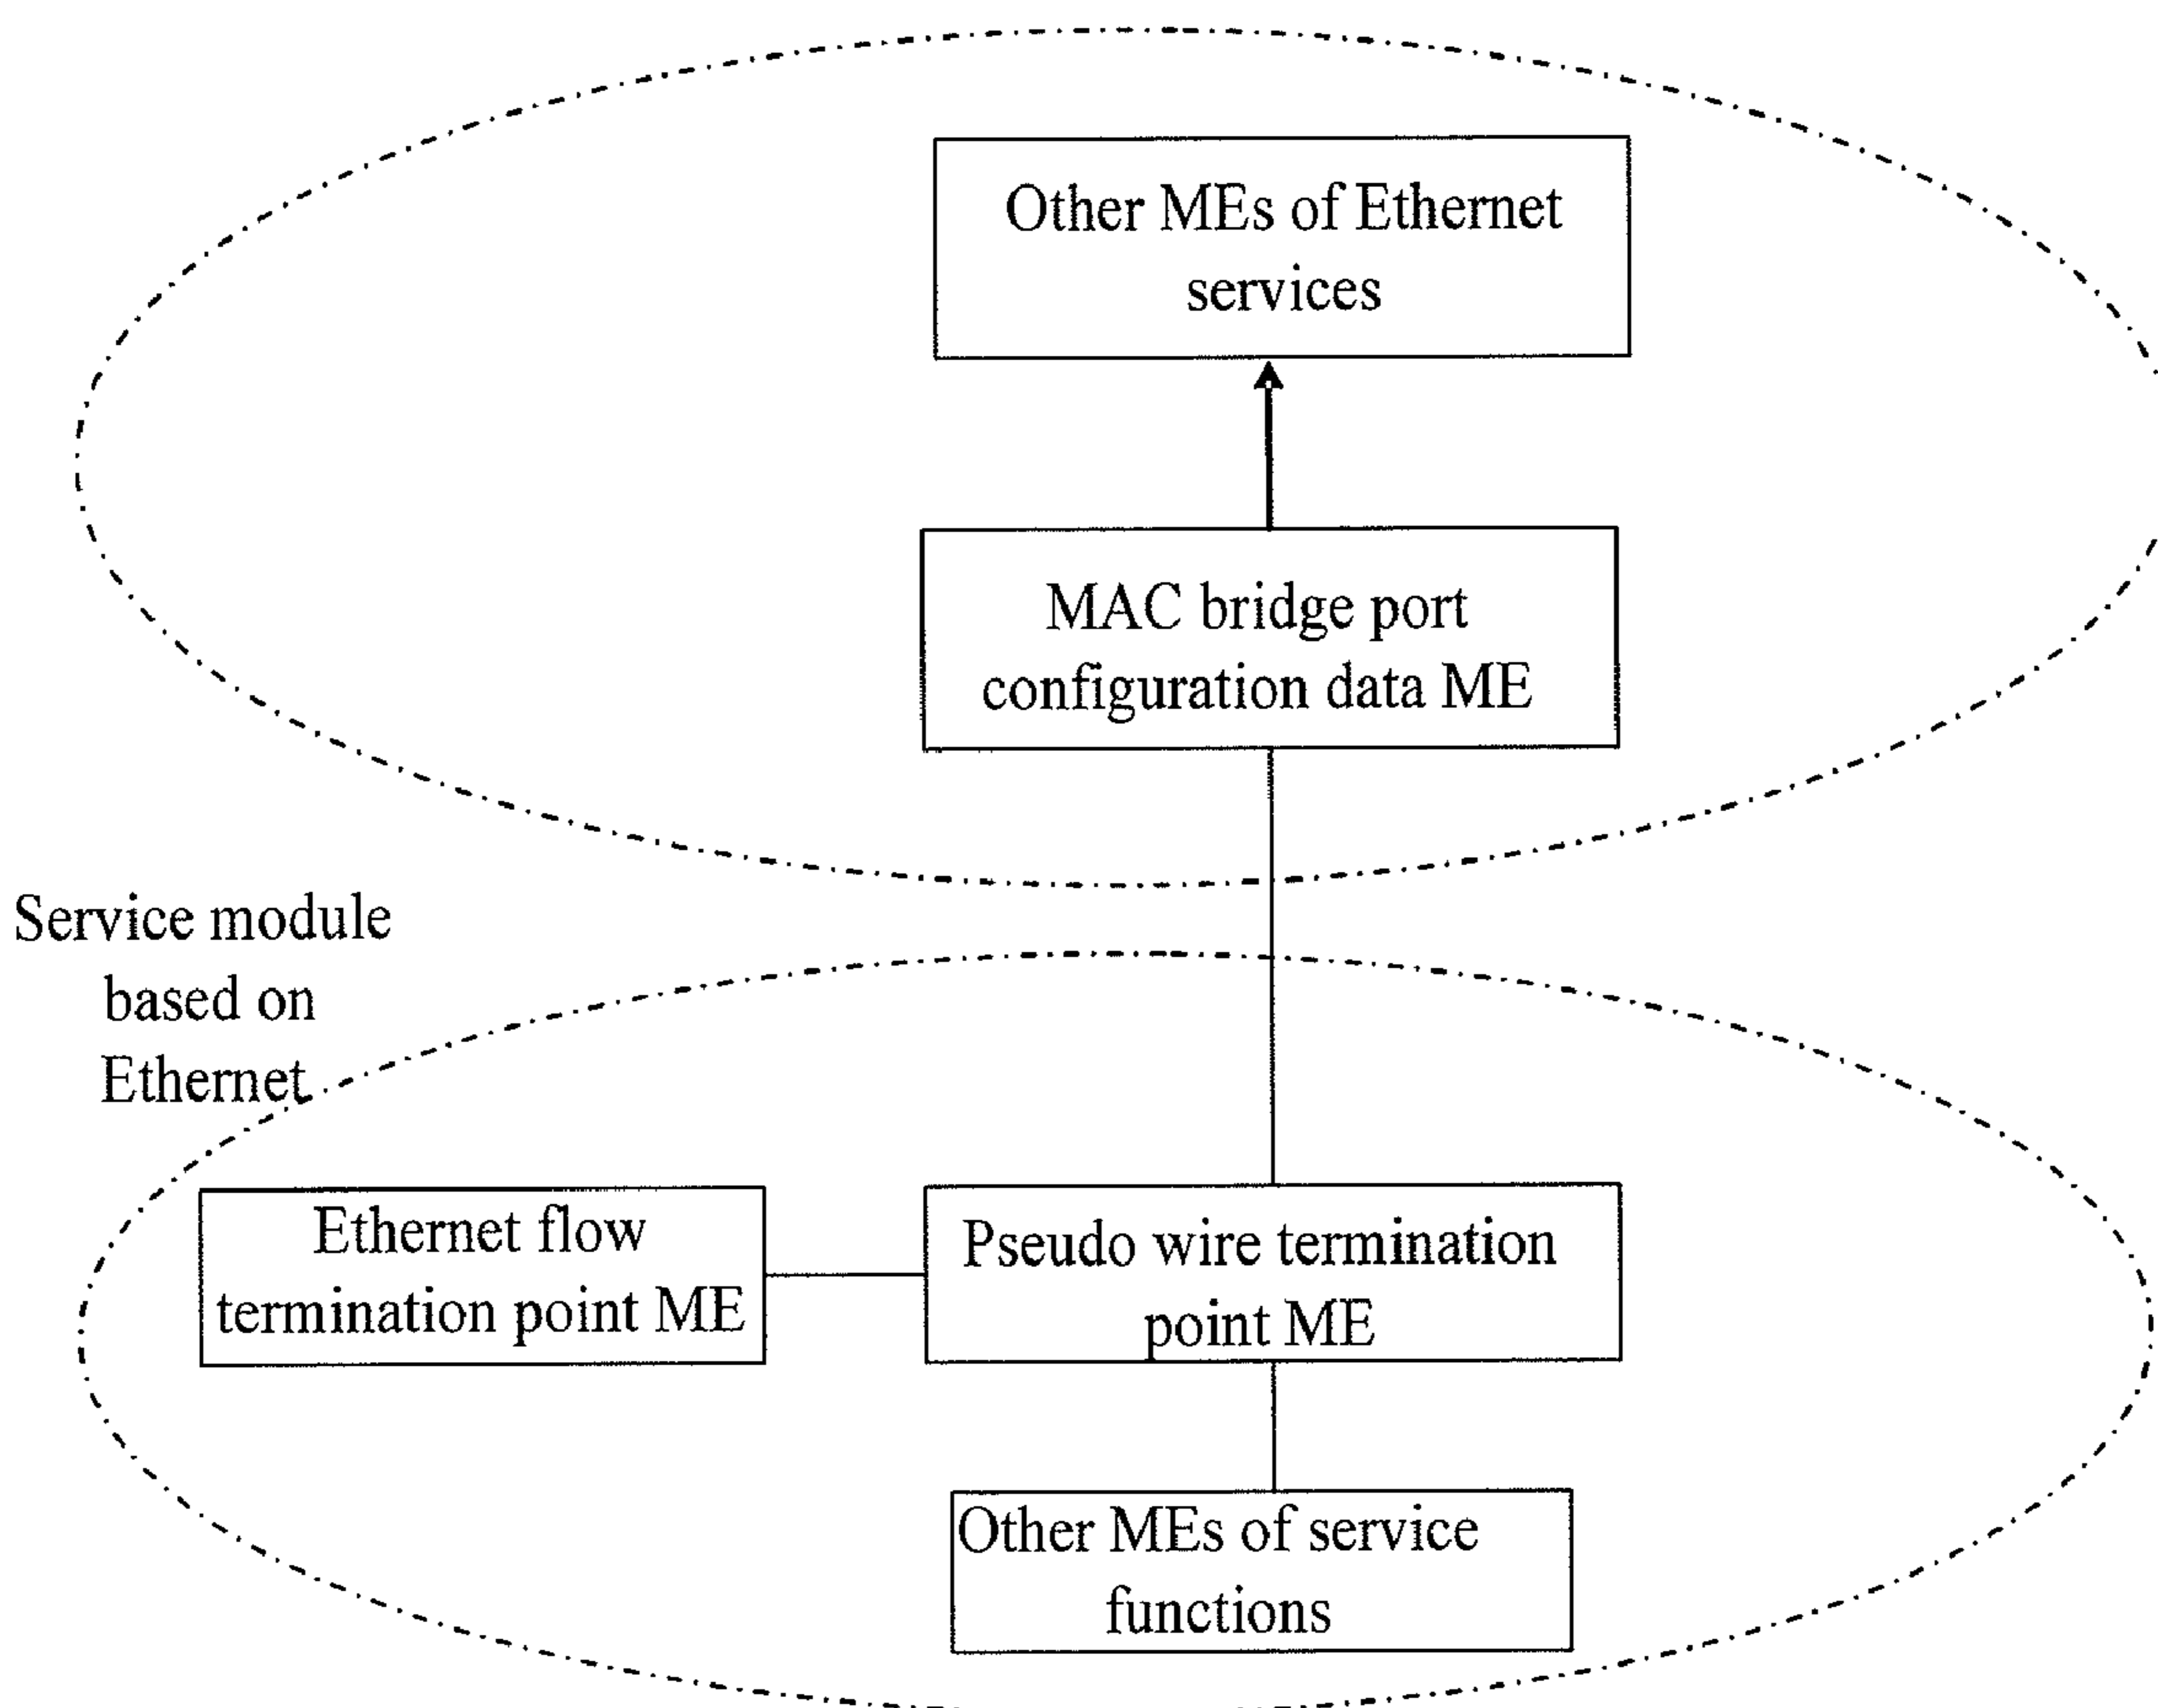 Other MEs of Ethernet
services
MAC bridge port
configuration data ME
Service module
based on
Ethernet
Ethernet flow
termination point ME
Pseudo wire termination
point ME
Other MEs of service
functions